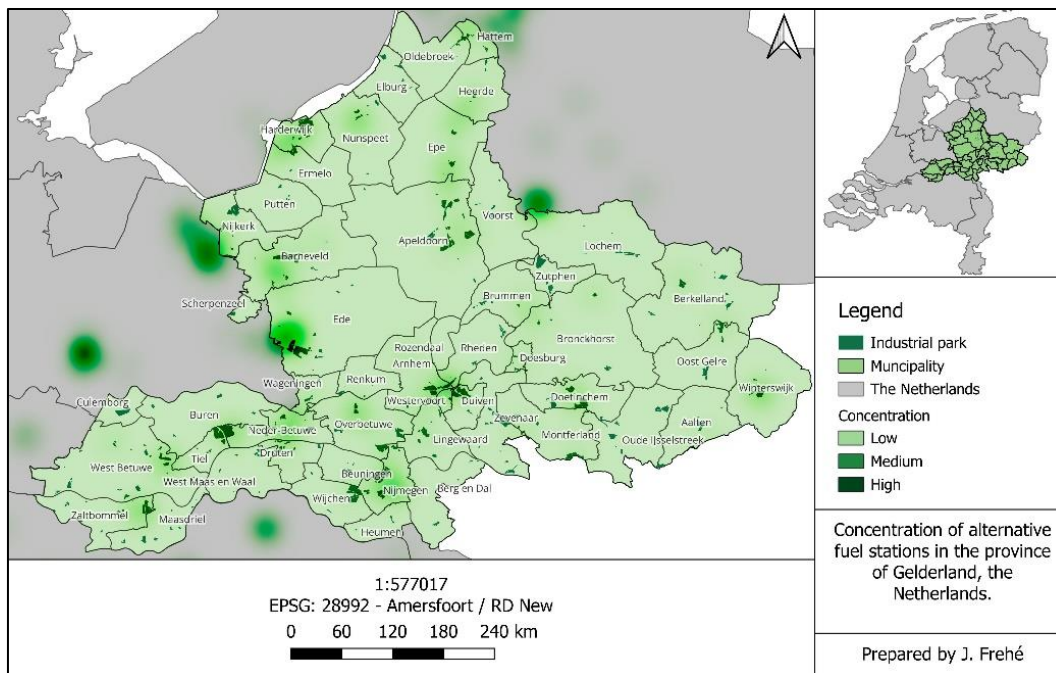 Hattem
Oldebroek
Elburg
Heerde
Harderwijk
Nunspeet
Epe
Ermelo
Putten
Nijkerk
Voorst
Apeldoorn
Lochem
Barneveld
Zutphen
Scherpenzeel
Brummen
Berkelland
Ede
Bronckhorst
Rozendaal
Rheden
Arnhem
Doesburg
Oost Gelre
Wageningen
Renkum
Winterswijk
Culemborg
Westervoort
Duiven
Doetinchem
Buren
Zevenaar
Neder-Betuwe
Overbetuwe
Aalten
Lingewaard
Montferland
Oude IJsselstreek
Tiel
Druten
West Betuwe
Beuningen
West Maas en Waal
Berg en Dal
Nijmegen
Wijchen
Zaltbommel
Maasdriel
Heumen
1:577017
EPSG: 28992 - Amersfoort / RD New
0 60 120 180 240 km
Legend
Industrial park
Muncipality
The Netherlands
Concentration
Low
Medium
High
Concentration of alternative
fuel stations in the province
of Gelderland, the
Netherlands.
Prepared by J. Frehé